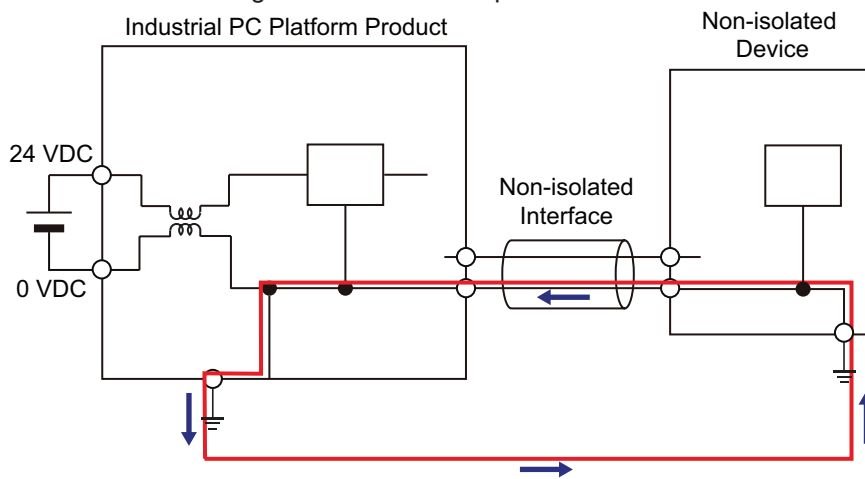 Industrial PC Platform Product
Non-isolated
Device
24 VDC
Non-isolated
Interface
0 VDC